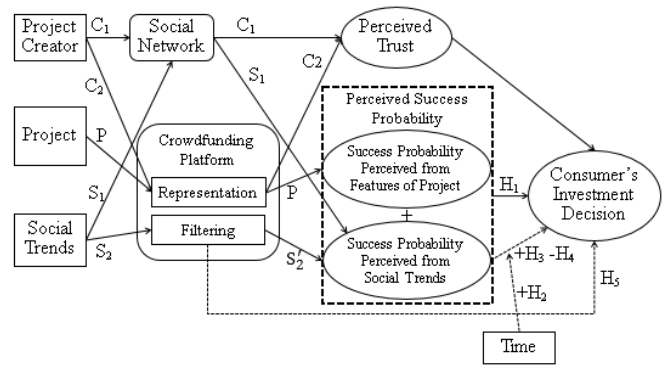 Project
Creator
C1
Social
Network
C1
Perceived
Trust
C2
S1
C2
Perceived Success
Probability
Project
P
Crowdfunding
Platform
Success Probability
Perceived from
Features of Project
Consumer's
Investment
Decision
S1
Representation
P
H1
+
Social
Trends
S2
Filtering
S2'
Success Probability
Perceived from
Social Trends
+H3 -H4
H5
+H2
Time